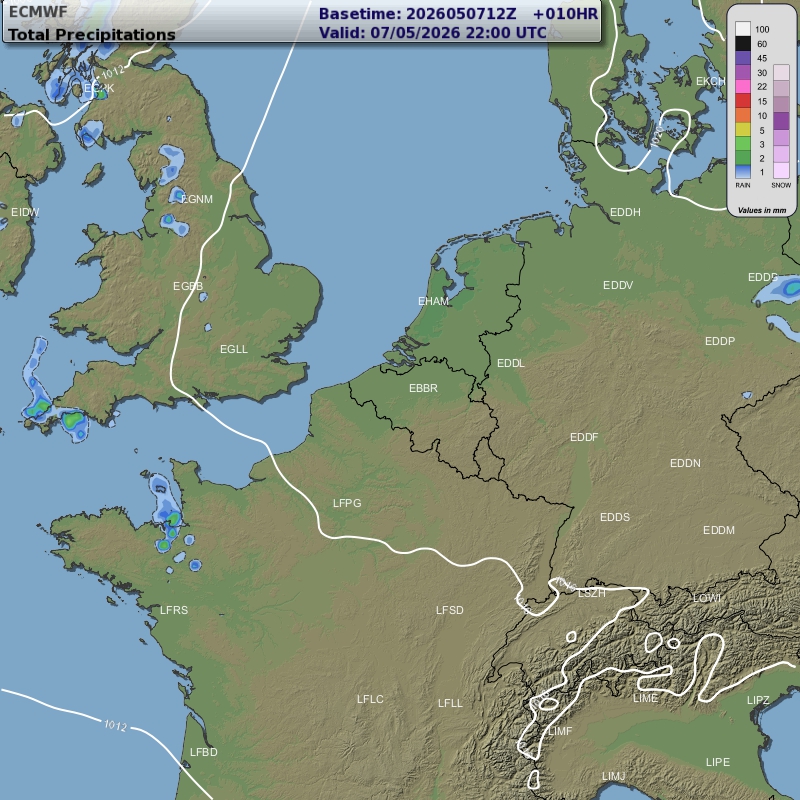 ECMWF
Basetime: 2026050712Z +010HR
Total Precipitations
Valid: 07/05/2026 22:00 UTC
100
60
45
30
22
15
10
5
3
2
1
RAIN
SNOW
Values in mm
1012
EKCH
EIDW
EGNM
EDDH
EGBB
EDDV
EHAM
EGLL
EDDP
EDDL
EBBR
EDDF
EDDN
LFPG
EDDS
EDDM
LSZH
LOWI
LFRS
LFSD
LFLC
LFLL
LIME
LIPZ
1012
LIMF
LFBD
LIPE
LIMJ